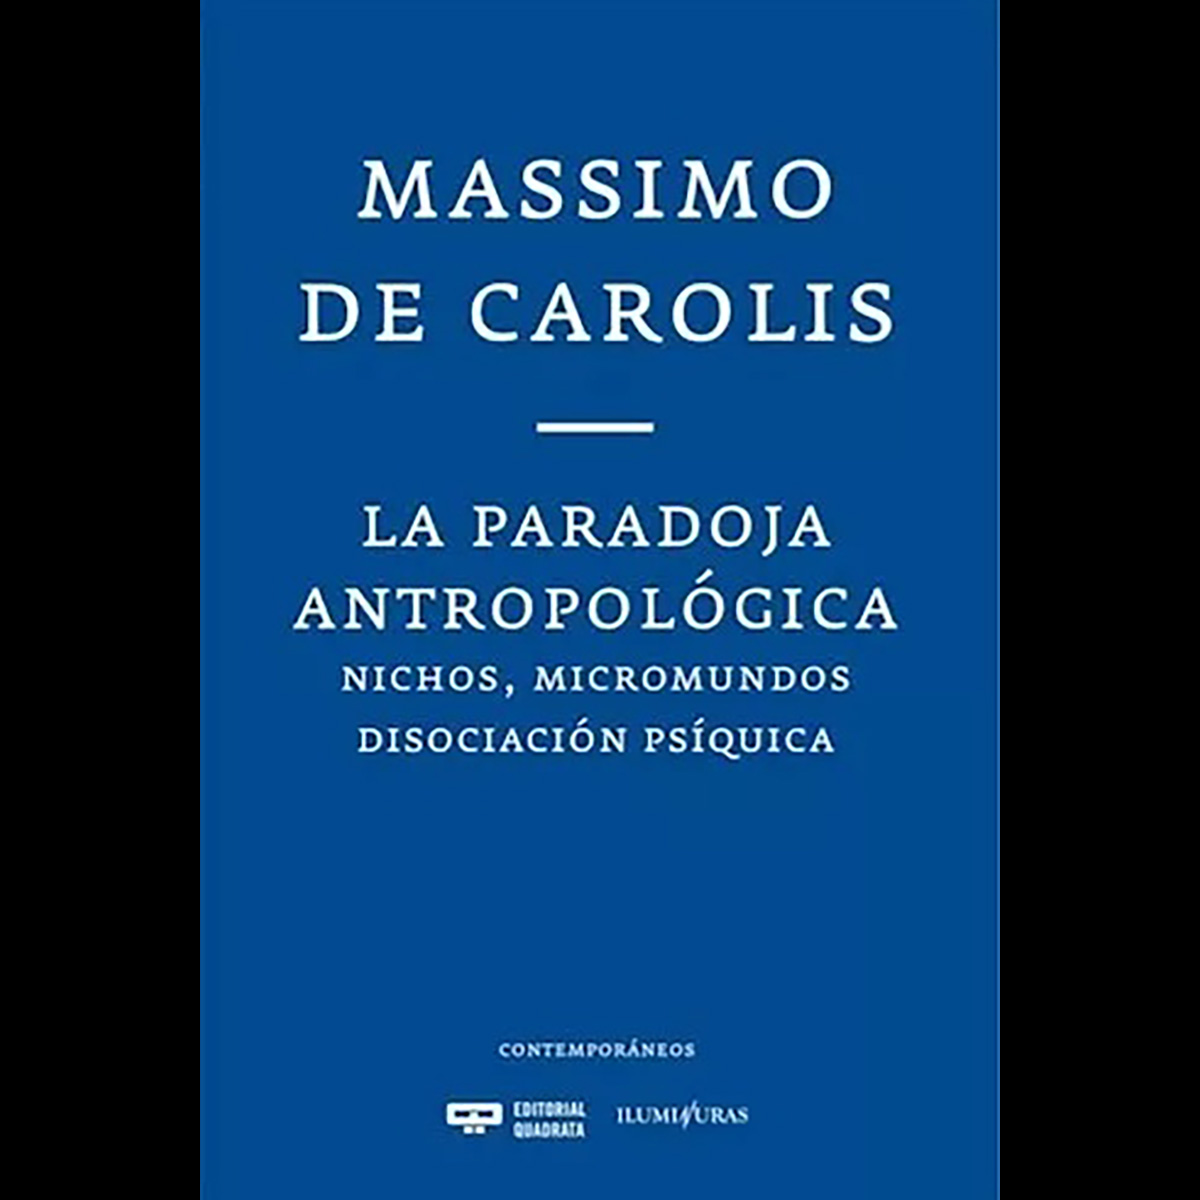 MASSIMO
DE CAROLIS
LA PARADOJA
ANTROPOLÓGICA
NICHOS, MICROMUNDOS
DISOCIACIÓN PSÍQUICA
CONTEMPORÁNEOS
EDITORIAL
QUADRATA
ILUMINURAS